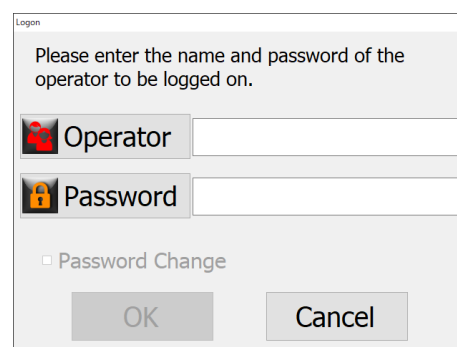 Logon
Please enter the name and password of the
operator to be logged on.
Operator
Password
Password Change
OK Cancel